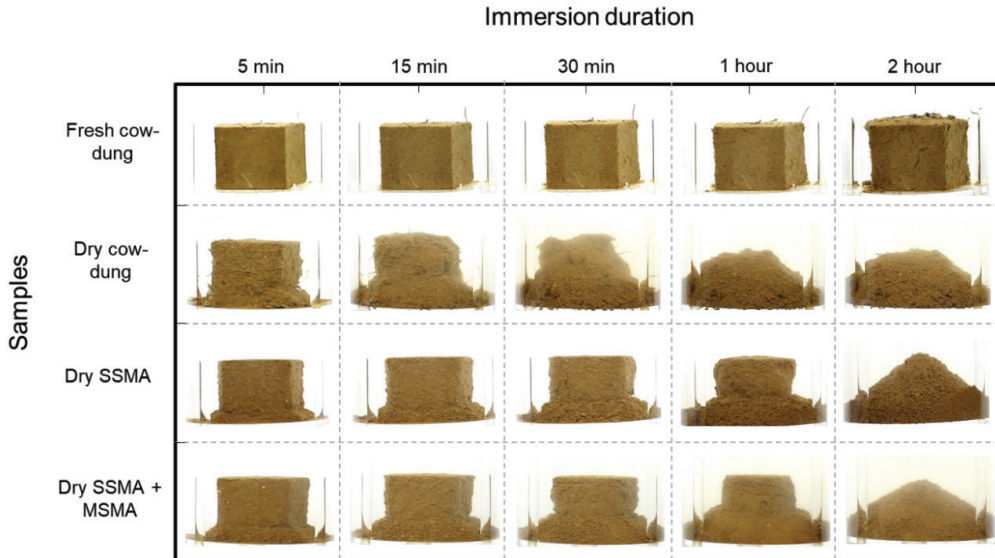 Immersion duration
5 min
15 min
30 min
1 hour
2 hour
Samples
Fresh cow-
dung
Dry cow-
dung
Dry SSMA
Dry SSMA +
MSMA